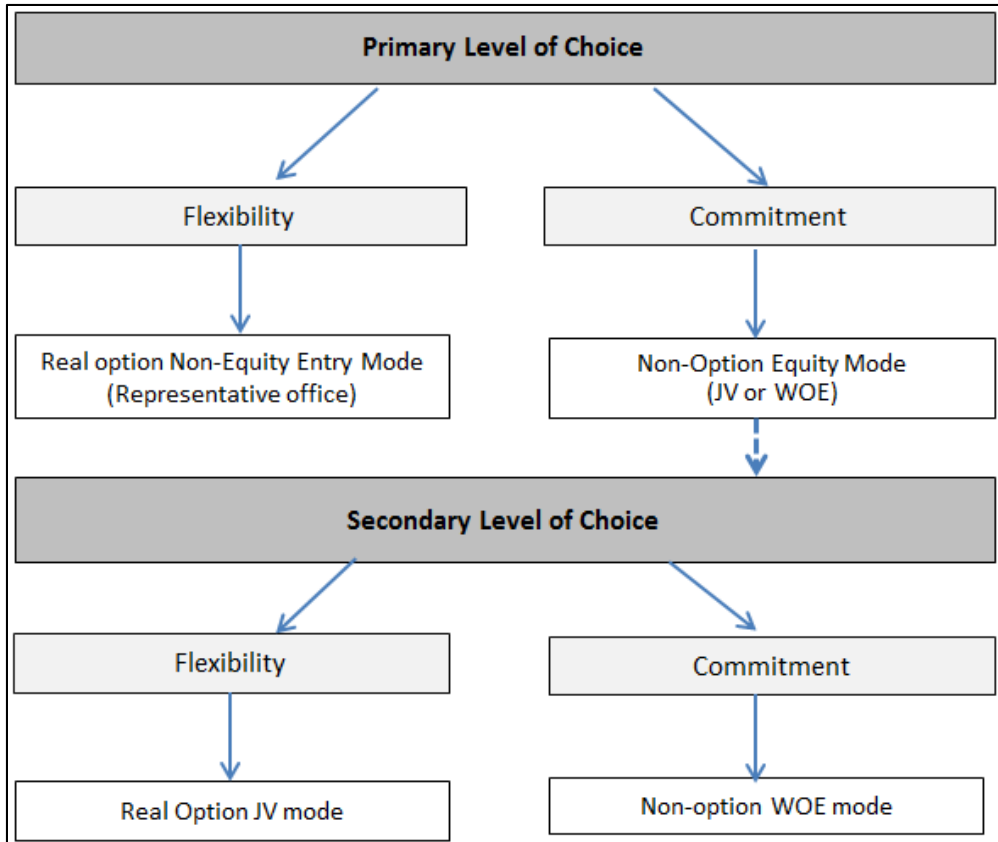 Primary Level of Choice
Flexibility
Commitment
Real option Non-Equity Entry Mode
(Representative office)
Non-Option Equity Mode
(JV or WOE)
Secondary Level of Choice
Flexibility
Commitment
Real Option JV mode
Non-option WOE mode